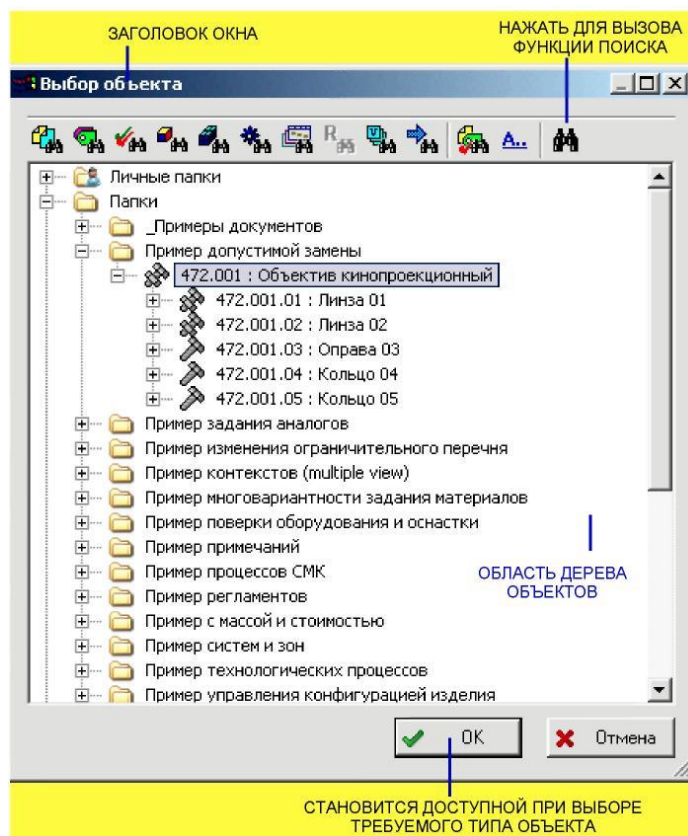 ЗАГОЛОВОК ОКНА
НАЖАТЬ ДЛЯ ВЫЗОВА
ФУНКЦИИ ПОИСКА
Выбор объекта
R
V
A..
Личные папки
Папки
_Примеры документов
Пример допустимой замены
472.001 : Объектив кинопроекционный
472.001.01 : Линза 01
472.001.02 : Линза 02
472.001.03 : Оправа 03
472.001.04 : Кольцо 04
472.001.05 : Кольцо 05
Пример задания аналогов
Пример изменения ограничительного перечня
Пример контекстов (multiple view)
Пример многовариантности задания материалов
Пример поверки оборудования и оснастки
Пример примечаний
Пример процессов СМК
Пример регламентов
Пример с массой и стоимостью
Пример систем и зон
Пример технологических процессов
Пример управления конфигурацией изделия
ОБЛАСТЬ ДЕРЕВА
ОБЪЕКТОВ
OK
Отмена
СТАНОВИТСЯ ДОСТУПНОЙ ПРИ ВЫБОРЕ
ТРЕБУЕМОГО ТИПА ОБЪЕКТА